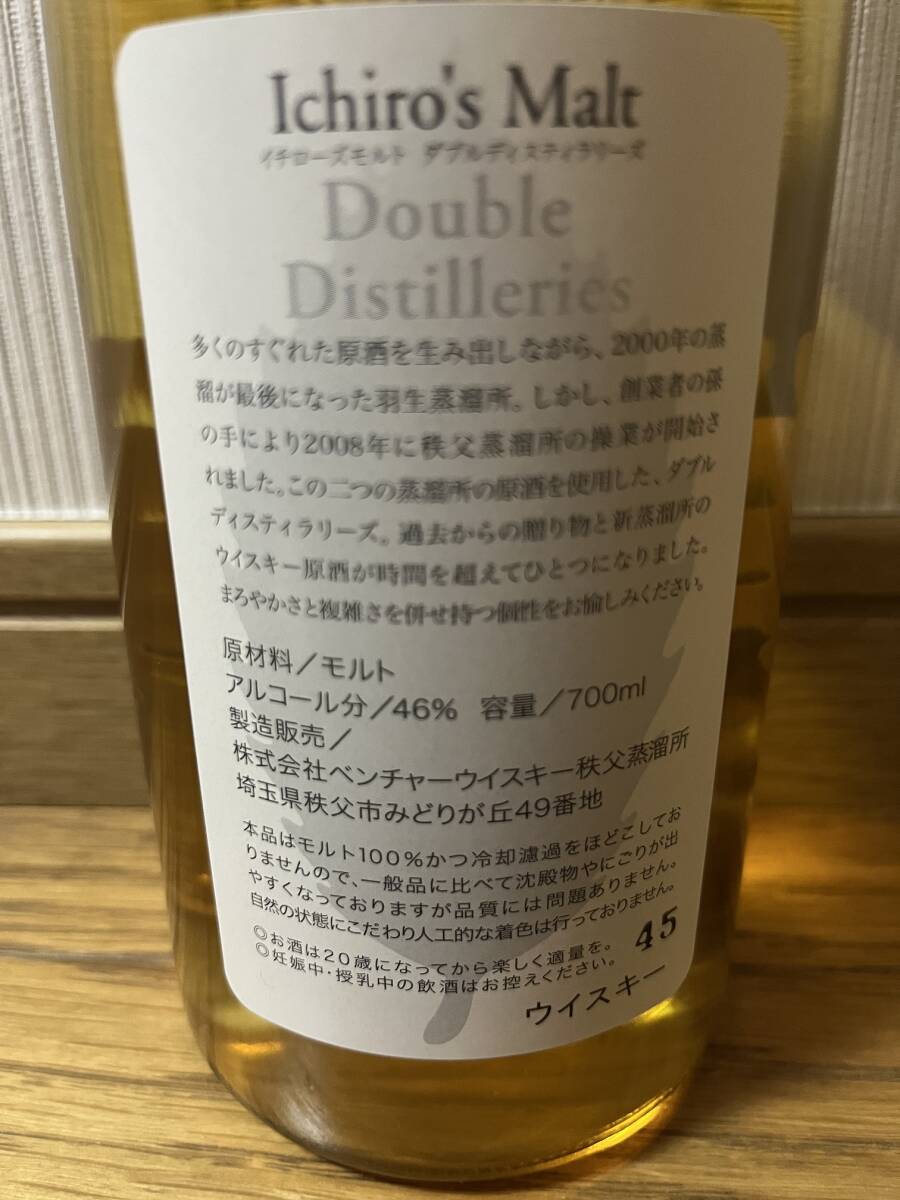 Ichiro's Malt
イチローズモルト ダブルディスティラリーズ
Double
Distilleries
多くのすぐれた原酒を生み出しながら、2000年の蒸
溜が最後になった羽生蒸溜所。しかし、創業者の孫
の手により2008年に秩父蒸溜所の操業が開始さ
れました。この二つの蒸溜所の原酒を使用した、ダブル
ディスティラリーズ。過去からの贈り物と新蒸溜所の
ウイスキー原酒が時間を超えてひとつになりました。
まろやかさと複雑さを併せ持つ個性をお愉しみください。
原材料／モルト
アルコール分／46% 容量／700ml
製造販売／
株式会社ベンチャーウイスキー秩父蒸溜所
埼玉県秩父市みどりが丘49番地
本品はモルト100%かつ冷却濾過をほどこしてお
りませんので、一般品に比べて沈殿物やにごりが出
やすくなっておりますが品質には問題ありません。
自然の状態にこだわり人工的な着色は行っておりません。
◎お酒は20歳になってから楽しく適量を。
◎妊娠中・授乳中の飲酒はお控えください。
45
ウイスキー